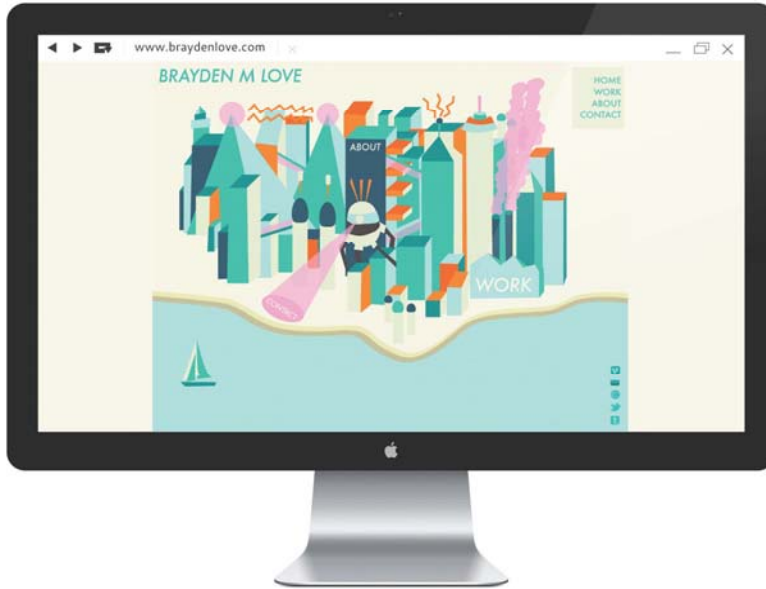 www.braydenlove.com
BRAYDEN M LOVE
HOME
WORK
ABOUT
CONTACT
ABOUT
CONTACT
WORK